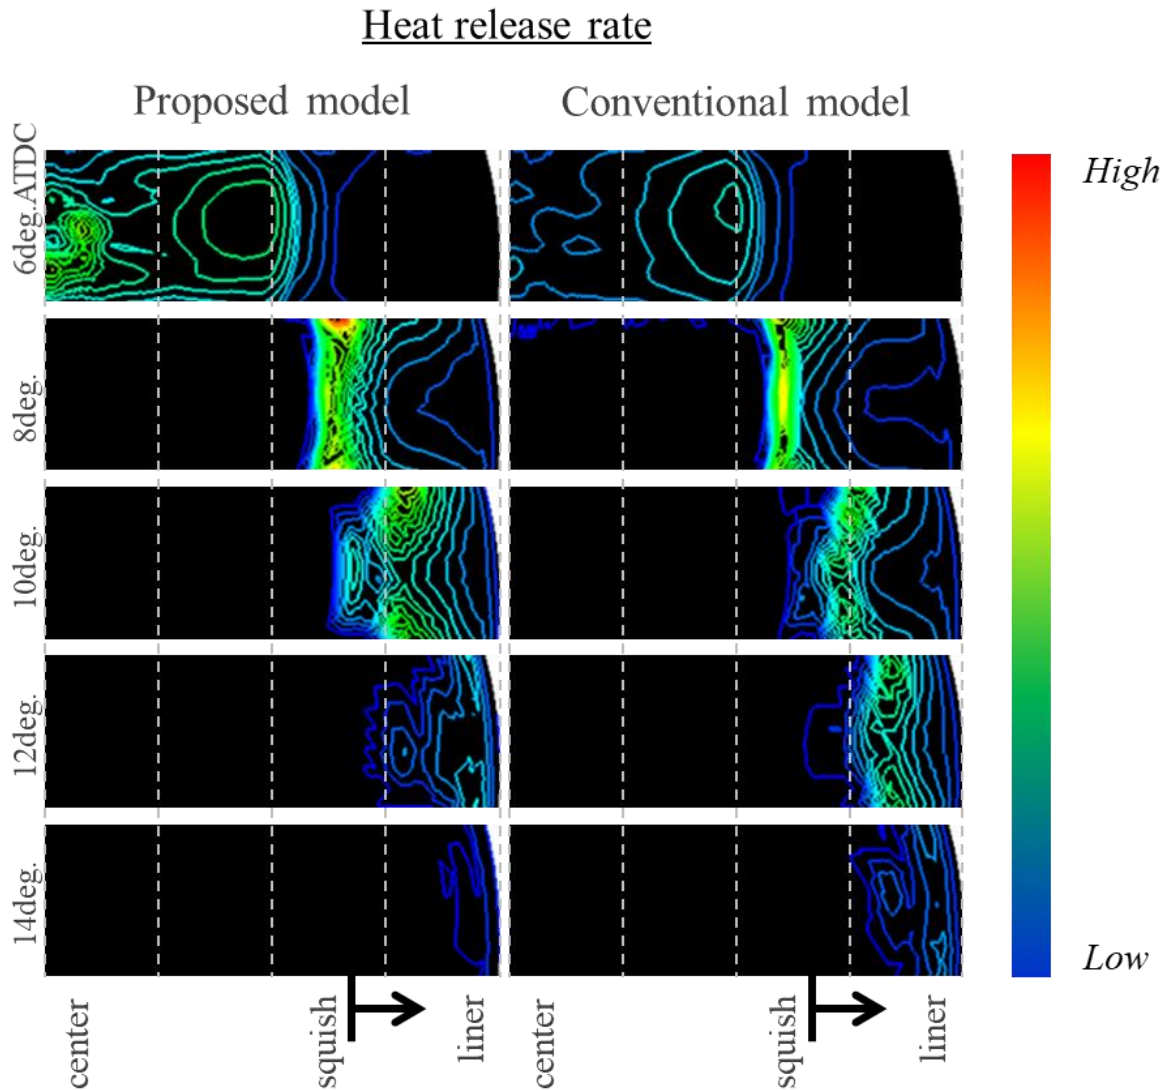 Heat release rate
Proposed model
Conventional model
6deg.ATDC
8deg.
10deg.
12deg.
14deg.
High
Low
center
squish
liner
center
squish
liner